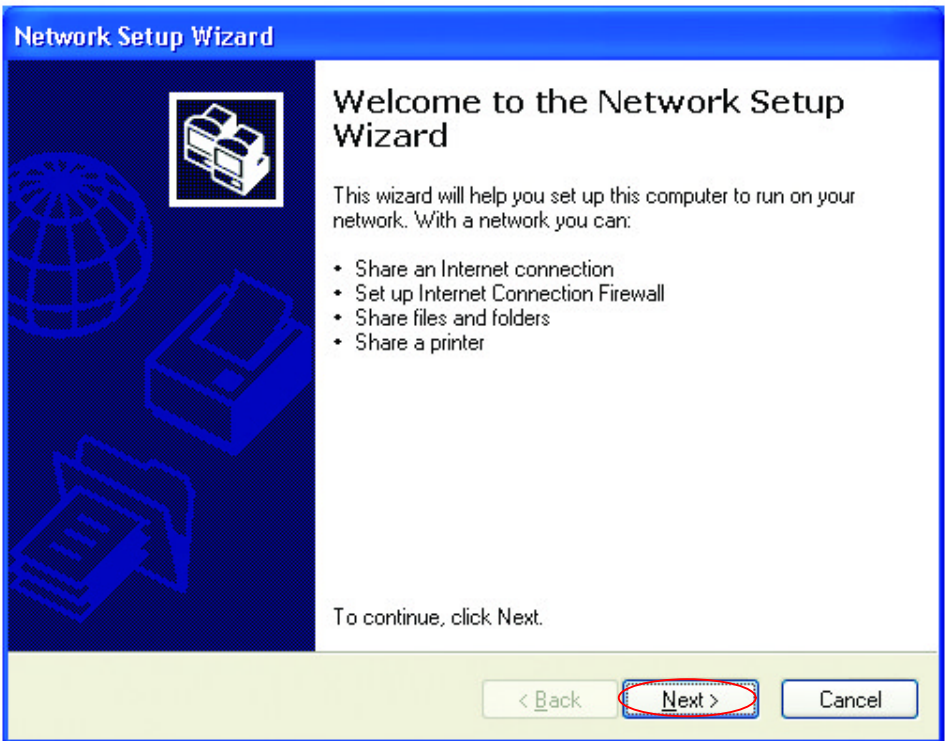 Network Setup Wizard
Welcome to the Network Setup
Wizard
This wizard will help you set up this computer to run on your
network. With a network you can:
• Share an Internet connection
• Set up Internet Connection Firewall
• Share files and folders
• Share a printer
To continue, click Next.
< Back
Next >
Cancel